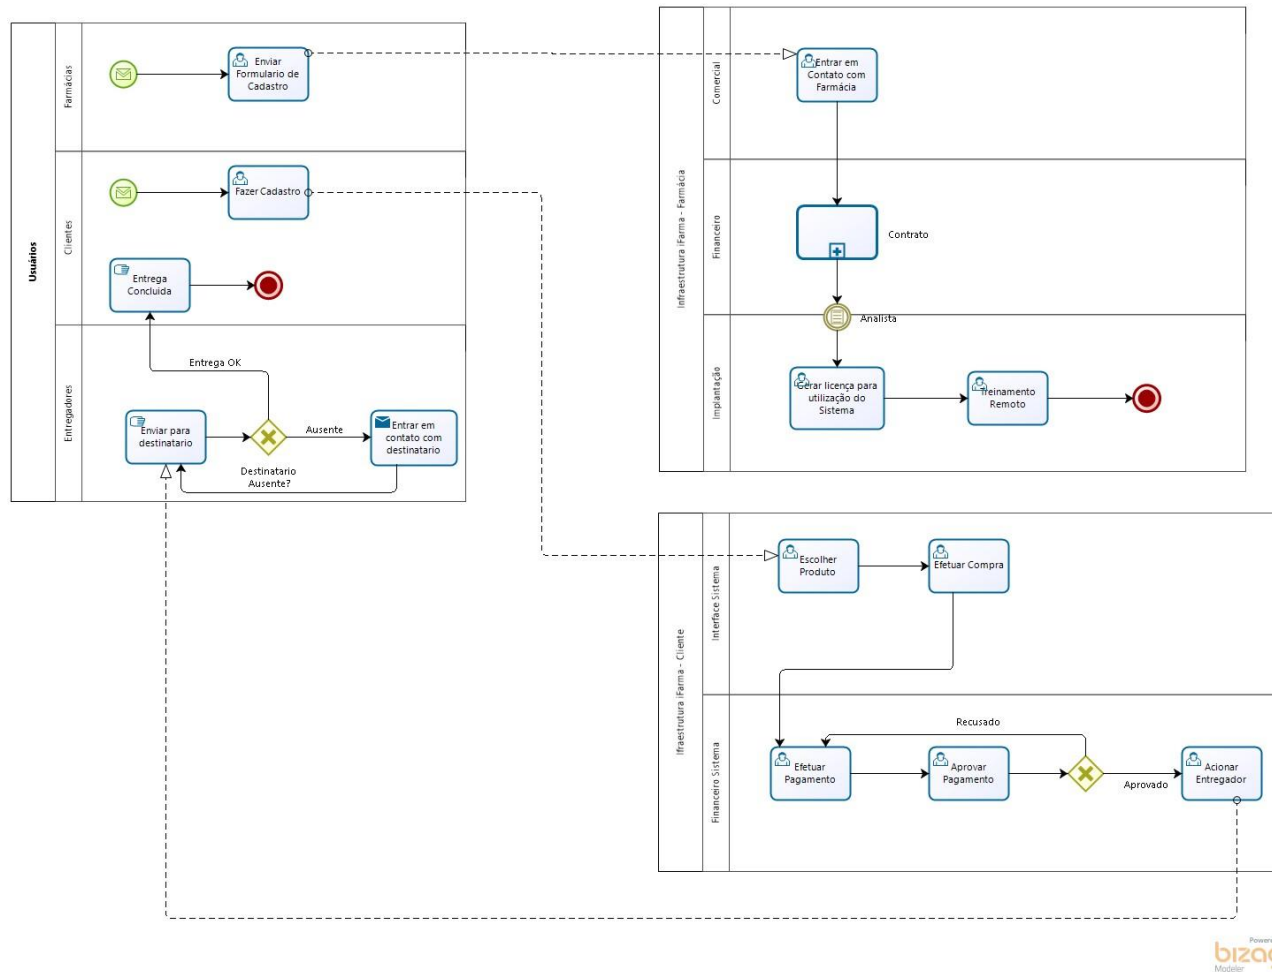 Usuários
Farmácias
Enviar
Formulario de
Cadastro
Clientes
Fazer Cadastro
Entrega
Concluida
Entregadores
Entrega OK
Enviar para
destinatario
Destinatario
Ausente?
Ausente
Entrar em
contato com
destinatario
Infraestrutura iFarma - Farmácia
Comercial
Entrar em
Contato com
Farmácia
Financeiro
Contrato
Analista
Implantação
Gerar licença para
utilização do
Sistema
Treinamento
Remoto
Ifraestrutura iFarma - Cliente
Interface Sistema
Escolher
Produto
Efetuar Compra
Financeiro Sistema
Recusado
Efetuar
Pagamento
Aprovar
Pagamento
Aprovado
Acionar
Entregador
Modeler